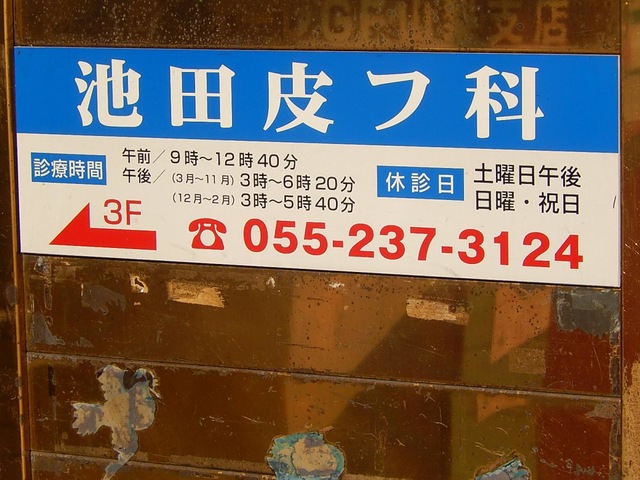 支店
池田皮フ科
診療時間
午前／9時～12時40分
午後／(3月～11月)3時～6時20分
(12月～2月)3時～5時40分
休診日
土曜日午後
日曜・祝日
3F
☎055-237-3124